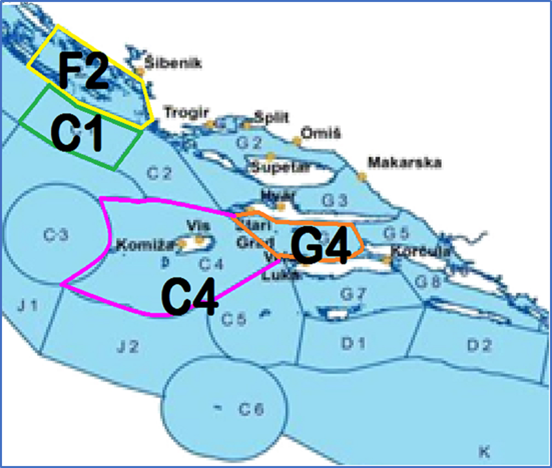 F2
Šibenik
C1
Trogir
Split
Omiš
G 2
Supetar
Makarska
C 2
Hvar
G 3
C 3
Vis
Stari
Grad
G4
G 5
Komiža
Korčula
C 4
Luka
C4
G 7
G 8
J 1
C 5
J 2
D 1
D 2
C 6
K